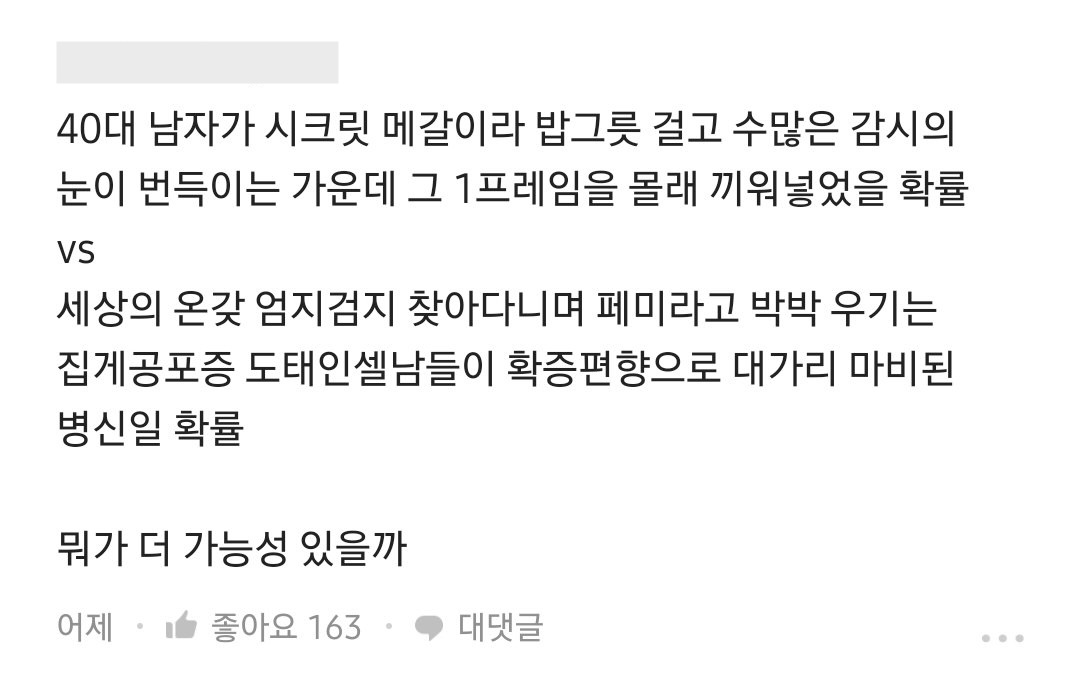 40대 남자가 시크릿 메갈이라 밥그릇 걸고 수많은 감시의
눈이 번득이는 가운데 그 1프레임을 몰래 끼워넣었을 확률
vs
세상의 온갖 엄지검지 찾아다니며 페미라고 박박 우기는
집게공포증 도태인셀남들이 확증편향으로 대가리 마비된
병신일 확률
뭐가 더 가능성 있을까
어제 · 좋아요 163 · 대댓글